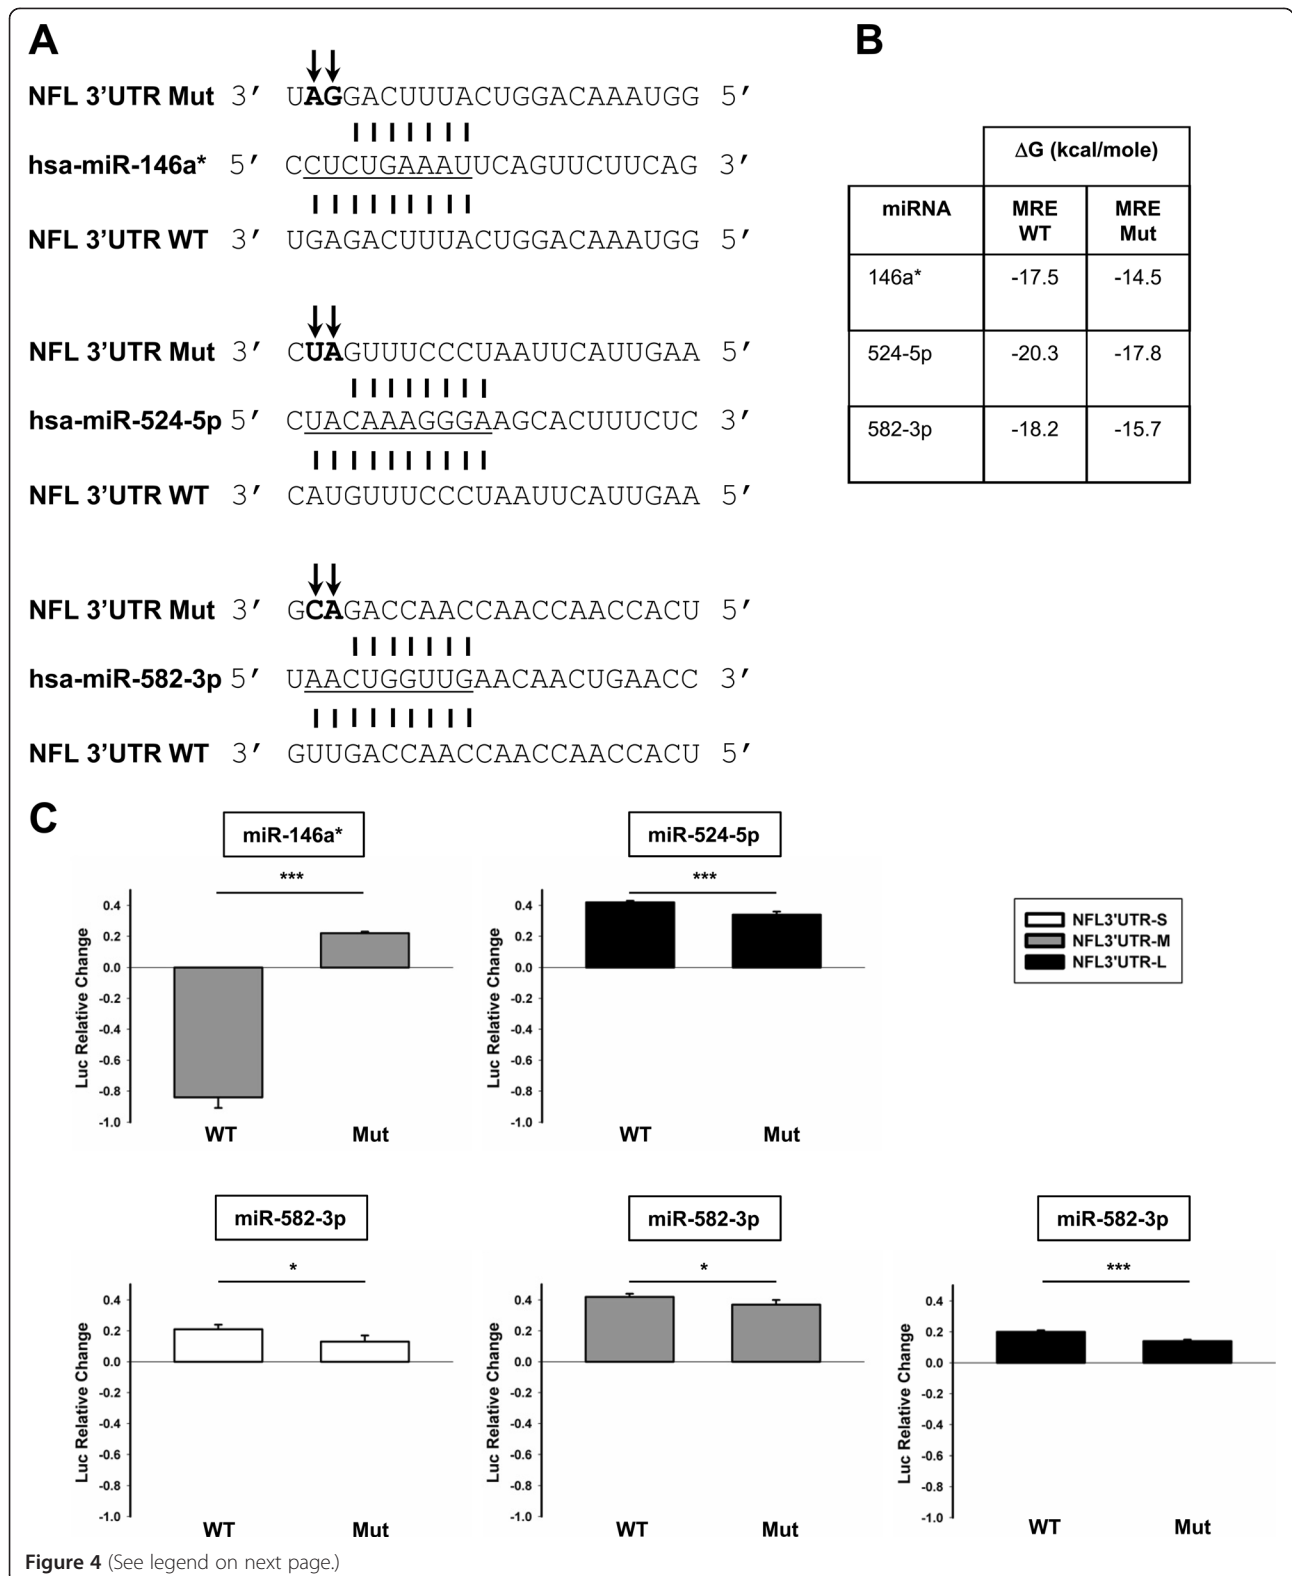 A
NFL 3'UTR Mut 3′ UAGGACUUUACUGGACAAAUGG 5′
hsa-miR-146a* 5′ CCUCUGAAAUUCAGUUCUUCAG 3′
NFL 3'UTR WT 3′ UGAGACUUUACUGGACAAAUGG 5′
NFL 3'UTR Mut 3′ CUAGUUUCCCUAAUUCAUUGAA 5′
hsa-miR-524-5p 5′ CUACAAAGGGAAGCACUUUCUC 3′
NFL 3'UTR WT 3′ CAUGUUUCCCUAAUUCAUUGAA 5′
NFL 3'UTR Mut 3′ GCAGACCAACCAACCAACCACU 5′
hsa-miR-582-3p 5′ UAACUGGUUGAACAACUGAACC 3′
NFL 3'UTR WT 3′ GUUGACCAACCAACCAACCACU 5′
B
ΔG (kcal/mole)
miRNA MRE WT MRE Mut
146a* -17.5 -14.5
524-5p -20.3 -17.8
582-3p -18.2 -15.7
C
miR-146a*
***
Luc Relative Change
0.4
0.2
0.0
-0.2
-0.4
-0.6
-0.8
-1.0
WT Mut
miR-524-5p
***
Luc Relative Change
0.4
0.2
0.0
-0.2
-0.4
-0.6
-0.8
-1.0
WT Mut
NFL3'UTR-S
NFL3'UTR-M
NFL3'UTR-L
miR-582-3p
*
Luc Relative Change
0.4
0.2
0.0
-0.2
-0.4
-0.6
-0.8
-1.0
WT Mut
miR-582-3p
*
Luc Relative Change
0.4
0.2
0.0
-0.2
-0.4
-0.6
-0.8
-1.0
WT Mut
miR-582-3p
***
Luc Relative Change
0.4
0.2
0.0
-0.2
-0.4
-0.6
-0.8
-1.0
WT Mut
Figure 4 (See legend on next page.)